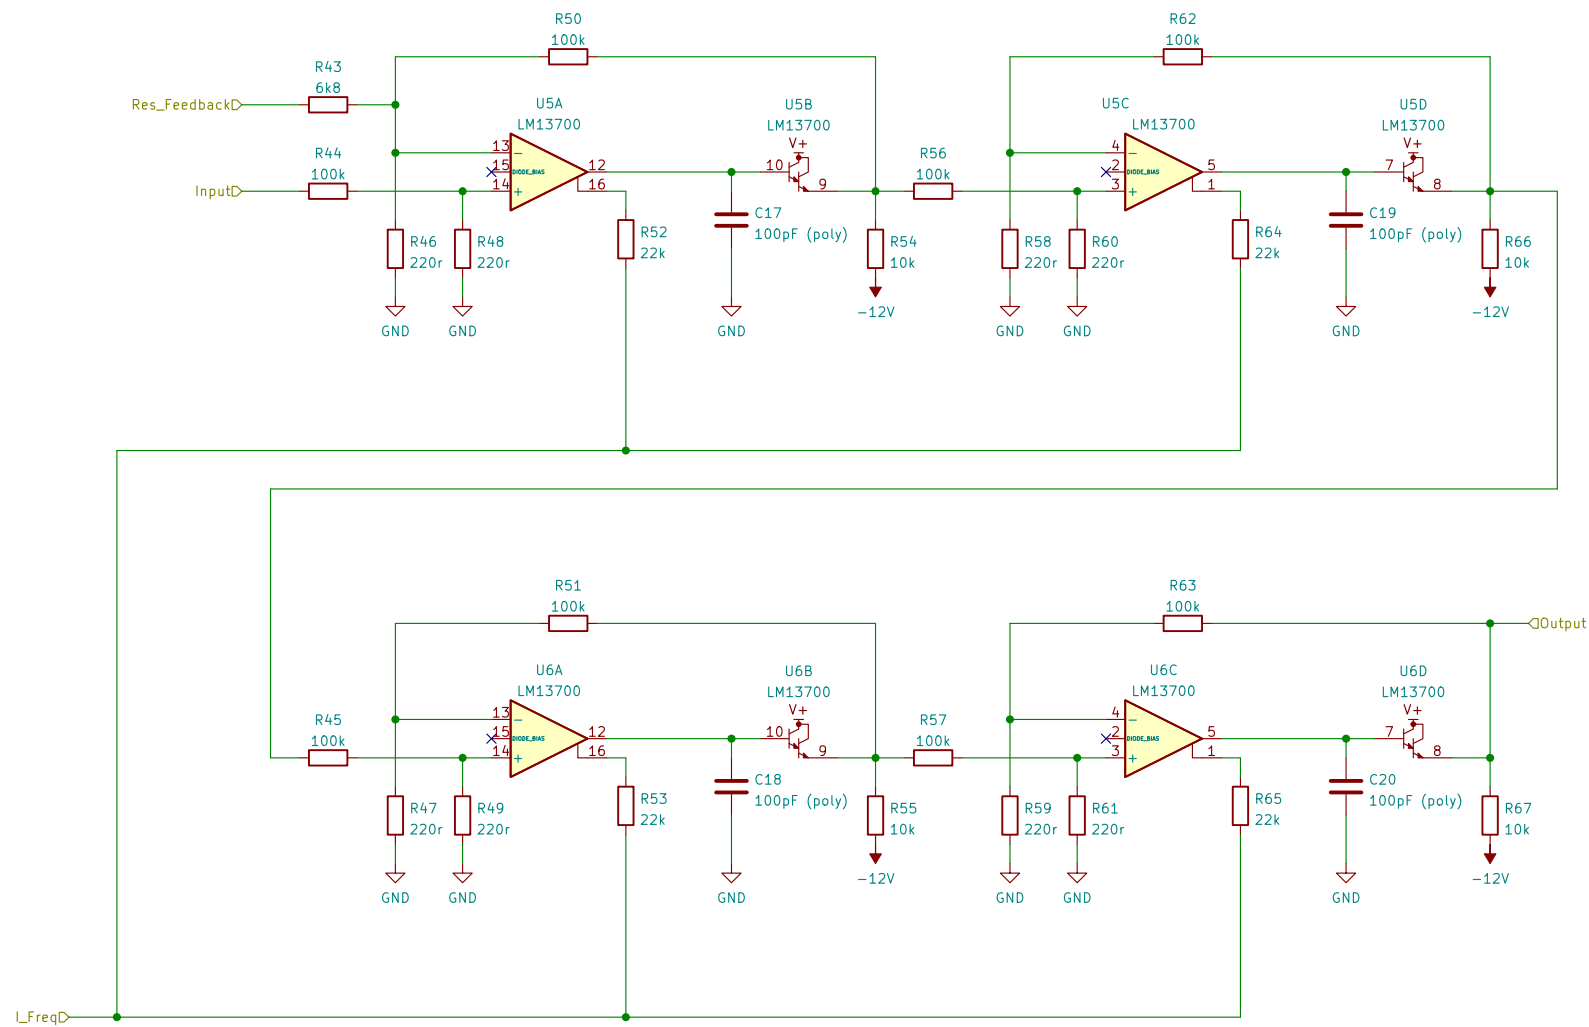 R50
100k
R62
100k
R43
6k8
Res_Feedback
U5A
LM13700
U5B
LM13700
V+
U5C
LM13700
U5D
LM13700
V+
R44
100k
Input
13
15
14
DIODE_BIAS
−
+
12
16
10
9
R56
100k
4
2
3
DIODE_BIAS
−
+
5
1
7
8
R46
220r
R48
220r
R52
22k
C17
100pF (poly)
R54
10k
R58
220r
R60
220r
R64
22k
C19
100pF (poly)
R66
10k
GND
GND
GND
-12V
GND
GND
GND
-12V
R51
100k
R63
100k
Output
U6A
LM13700
U6B
LM13700
V+
U6C
LM13700
U6D
LM13700
V+
R45
100k
13
15
14
DIODE_BIAS
−
+
12
16
10
9
R57
100k
4
2
3
DIODE_BIAS
−
+
5
1
7
8
R47
220r
R49
220r
R53
22k
C18
100pF (poly)
R55
10k
R59
220r
R61
220r
R65
22k
C20
100pF (poly)
R67
10k
GND
GND
GND
-12V
GND
GND
GND
-12V
I_Freq